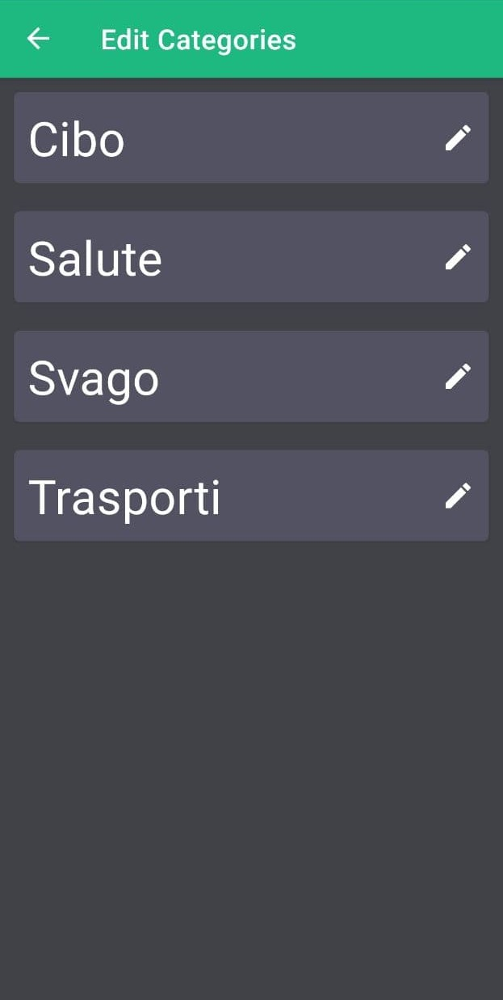 Edit Categories
Cibo
Salute
Svago
Trasporti